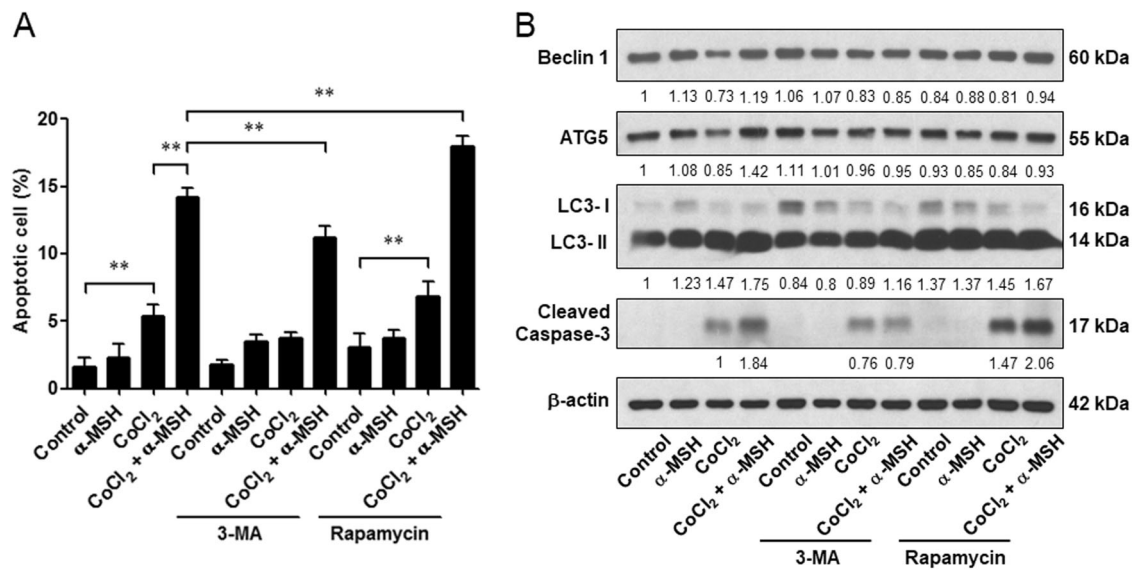 A
**
**
**
**
**
20
15
10
5
0
Apoptotic cell (%)
Control
α-MSH
CoCl₂
CoCl₂ + α-MSH
Control
α-MSH
CoCl₂
CoCl₂ + α-MSH
Control
α-MSH
CoCl₂
CoCl₂ + α-MSH
3-MA
Rapamycin
B
Beclin 1 60 kDa
1 1.13 0.73 1.19 1.06 1.07 0.83 0.85 0.84 0.88 0.81 0.94
ATG5 55 kDa
1 1.08 0.85 1.42 1.11 1.01 0.96 0.95 0.93 0.85 0.84 0.93
LC3- I 16 kDa
LC3- II 14 kDa
1 1.23 1.47 1.75 0.84 0.8 0.89 1.16 1.37 1.37 1.45 1.67
Cleaved
Caspase-3 17 kDa
1 1.84 0.76 0.79 1.47 2.06
β-actin 42 kDa
Control
α-MSH
CoCl₂
CoCl₂ + α-MSH
Control
α-MSH
CoCl₂
CoCl₂ + α-MSH
Control
α-MSH
CoCl₂
CoCl₂ + α-MSH
3-MA
Rapamycin